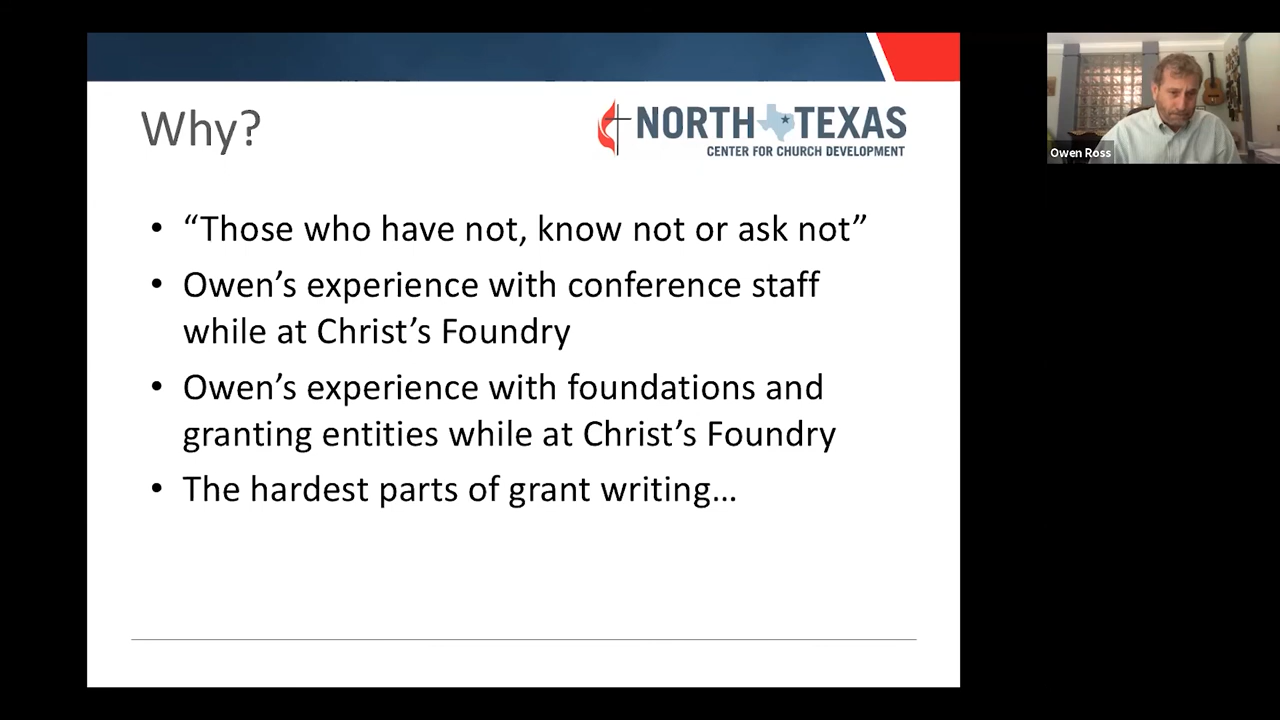 Why?
NORTH TEXAS
CENTER FOR CHURCH DEVELOPMENT
Owen Ross
• “Those who have not, know not or ask not”
• Owen’s experience with conference staff
while at Christ’s Foundry
• Owen’s experience with foundations and
granting entities while at Christ’s Foundry
• The hardest parts of grant writing…